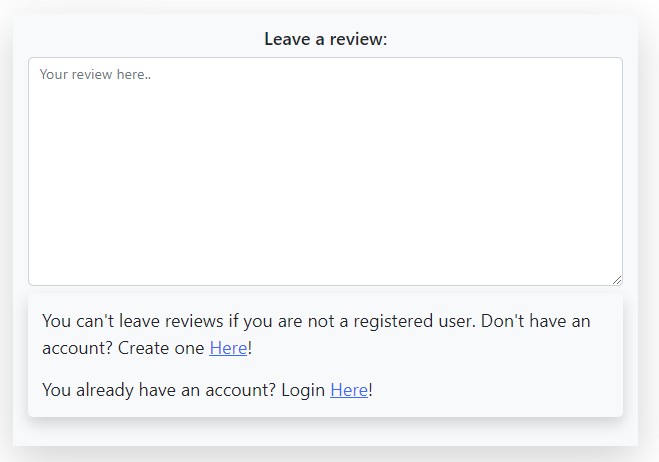 Leave a review:
Your review here..
You can't leave reviews if you are not a registered user. Don't have an
account? Create one Here!
You already have an account? Login Here!